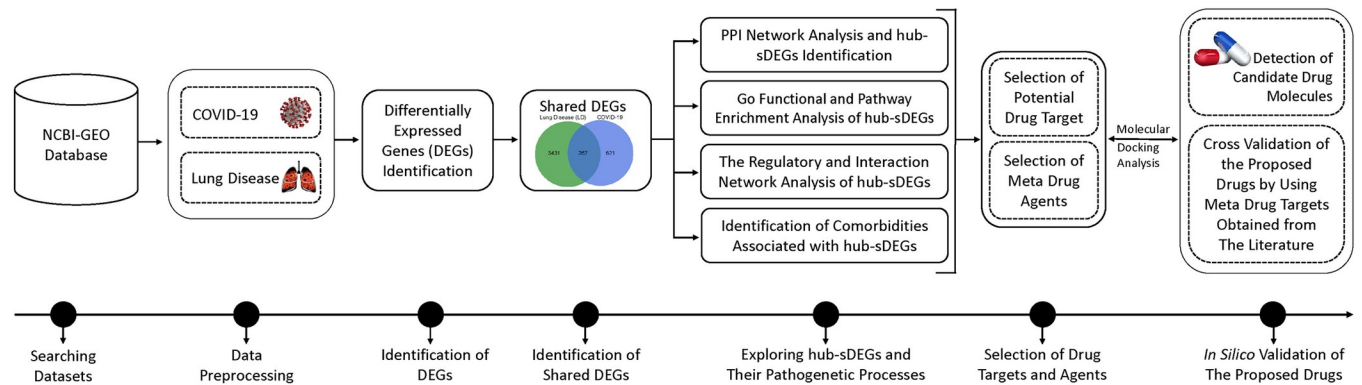 NCBI-GEO
Database
COVID-19
Lung Disease
Differentially
Expressed
Genes (DEGs)
Identification
Shared DEGs
Lung Disease (LD)
COVID-19
3431
367
621
PPI Network Analysis and hub-
sDEGs Identification
Go Functional and Pathway
Enrichment Analysis of hub-sDEGs
The Regulatory and Interaction
Network Analysis of hub-sDEGs
Identification of Comorbidities
Associated with hub-sDEGs
Selection of
Potential
Drug Target
Selection of
Meta Drug
Agents
Molecular
Docking
Analysis
Detection of
Candidate Drug
Molecules
Cross Validation of
the Proposed
Drugs by Using
Meta Drug Targets
Obtained from
The Literature
Searching
Datasets
Data
Preprocessing
Identification of
DEGs
Identification of
Shared DEGs
Exploring hub-sDEGs and
Their Pathogenetic Processes
Selection of Drug
Targets and Agents
In Silico Validation of
The Proposed Drugs